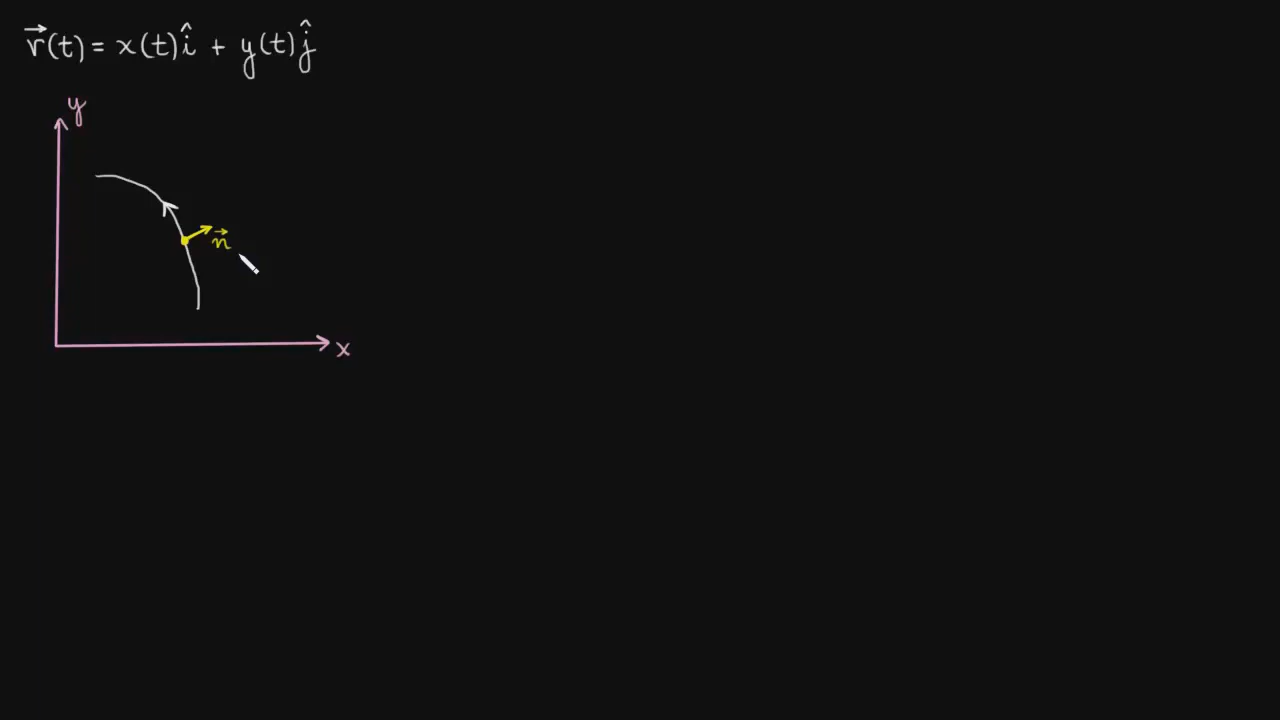 r⃗(t) = x(t)î + y(t)ĵ
y
n⃗
x